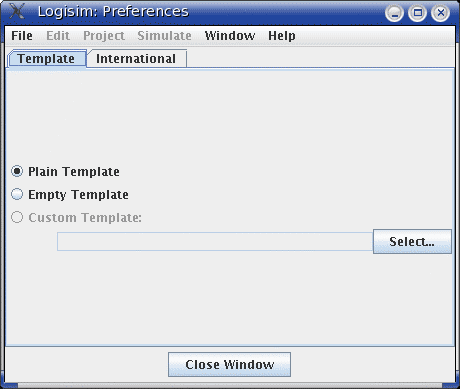 Logisim: Preferences
File Edit Project Simulate Window Help
Template International
Plain Template
Empty Template
Custom Template:
Select...
Close Window